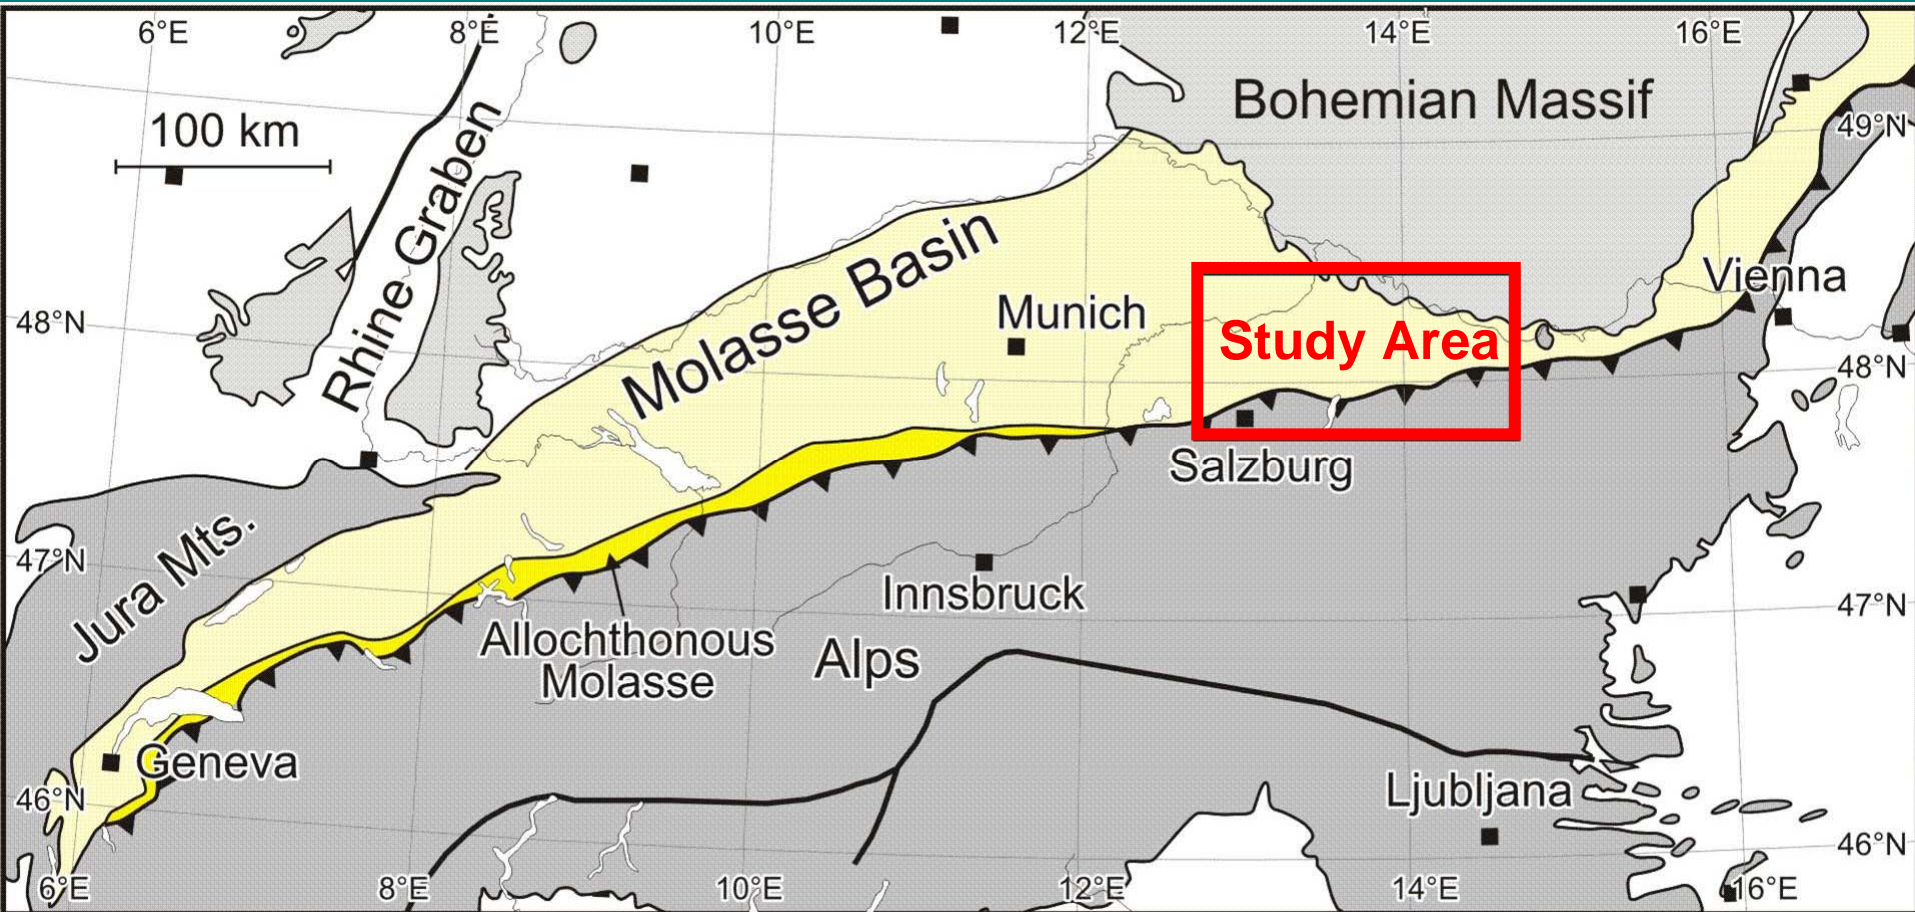 6°E 8°E 10°E 12°E 14°E 16°E
100 km
Bohemian Massif
49°N
Rhine Graben
Molasse Basin
Vienna
48°N
Munich
Study Area
48°N
Salzburg
Jura Mts.
47°N
Innsbruck
47°N
Allochthonous
Molasse
Alps
Geneva
Ljubljana
46°N
46°N
6°E 8°E 10°E 12°E 14°E 16°E